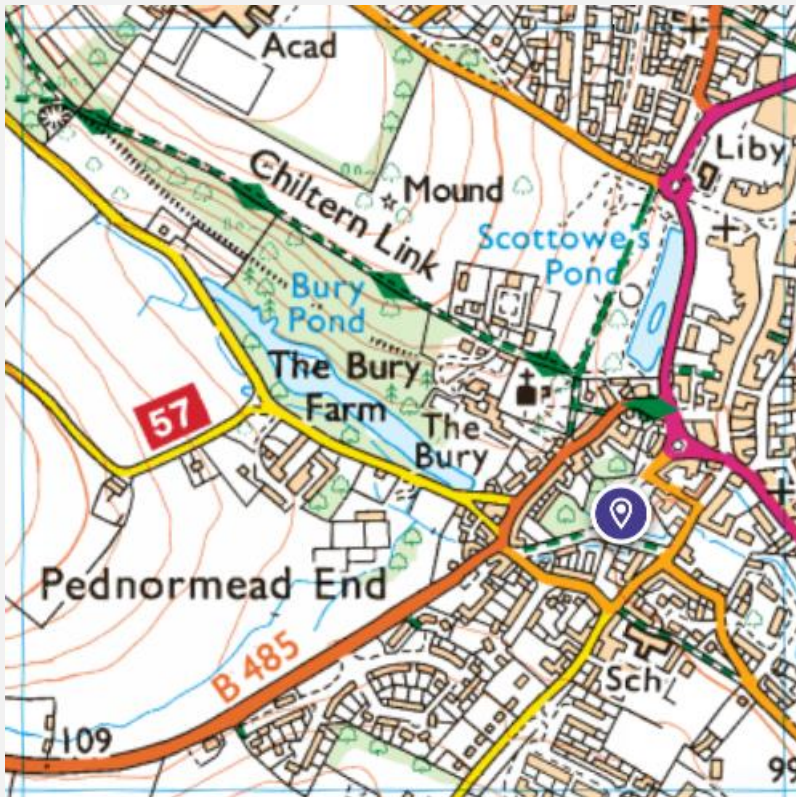 Acad
Liby
Chiltern Link
Mound
Scottowe's
Pond
Bury
Pond
The Bury
Farm
57
The
Bury
Pednormead End
B 485
Sch
109
99